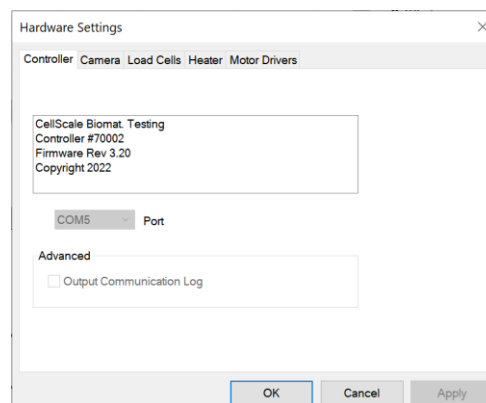 Hardware Settings
Controller Camera Load Cells Heater Motor Drivers
CellScale Biomat. Testing
Controller #70002
Firmware Rev 3.20
Copyright 2022
COM5 Port
Advanced
Output Communication Log
OK Cancel Apply